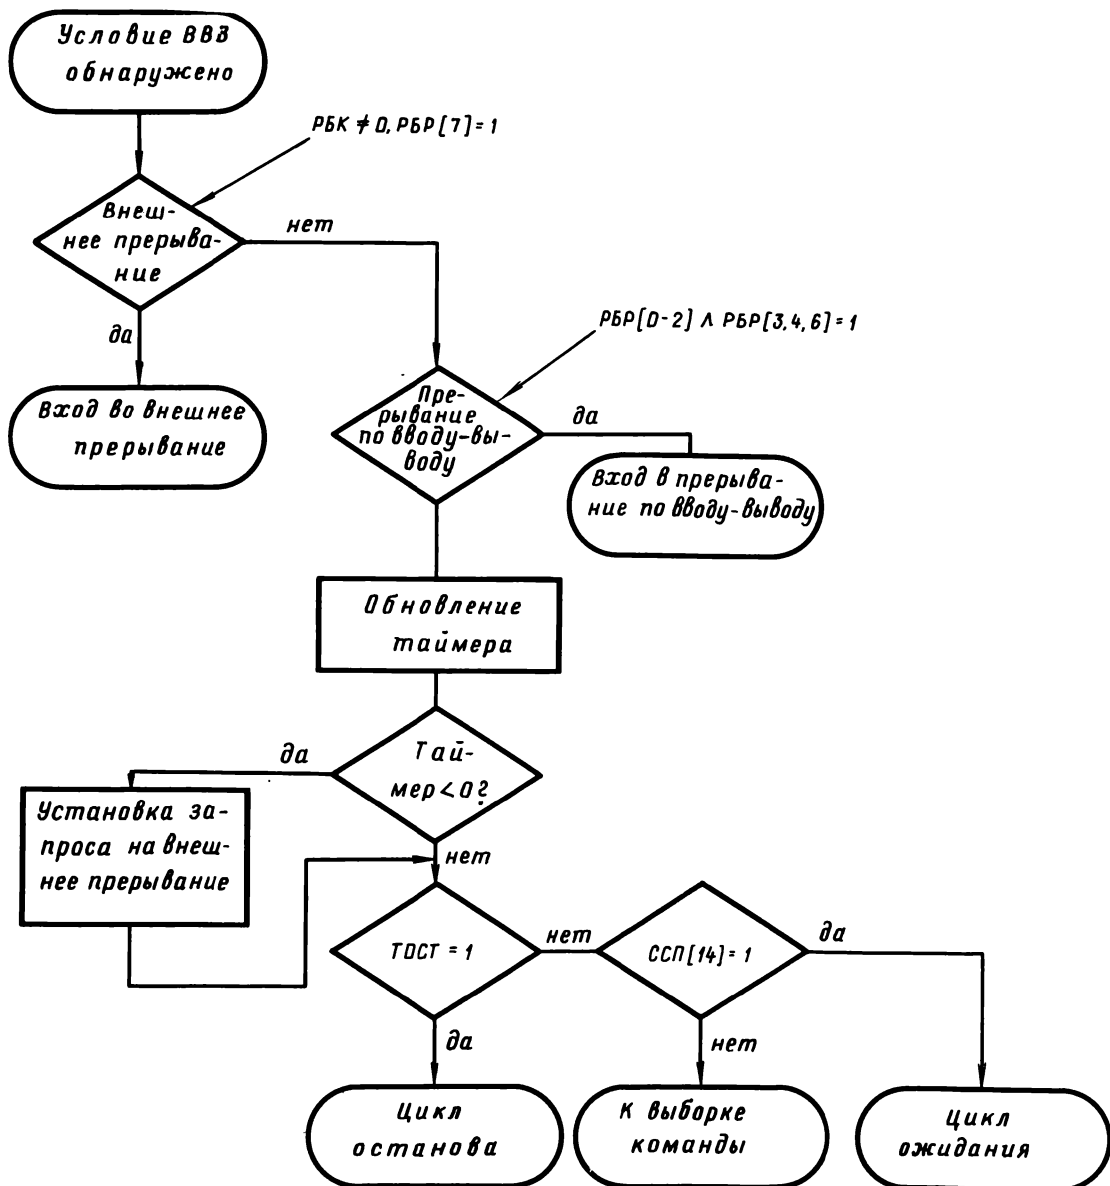 Условие ВВЗ
обнаружено
РБК ≠ 0, РБР[7] = 1
Внеш-
нее прерыва-
ние
нет
да
РБР[0-2] ∧ РБР[3,4,6] = 1
Вход во внешнее
прерывание
Пре-
рывание
по вводу-вы-
воду
да
Вход в прерыва-
ние по вводу-выводу
Обновление
таймера
Тай-
мер<0?
да
Установка за-
проса на внеш-
нее прерывание
нет
ТОСТ = 1
нет
ССП[14] = 1
да
да
нет
Цикл
останова
К выборке
команды
Цикл
ожидания